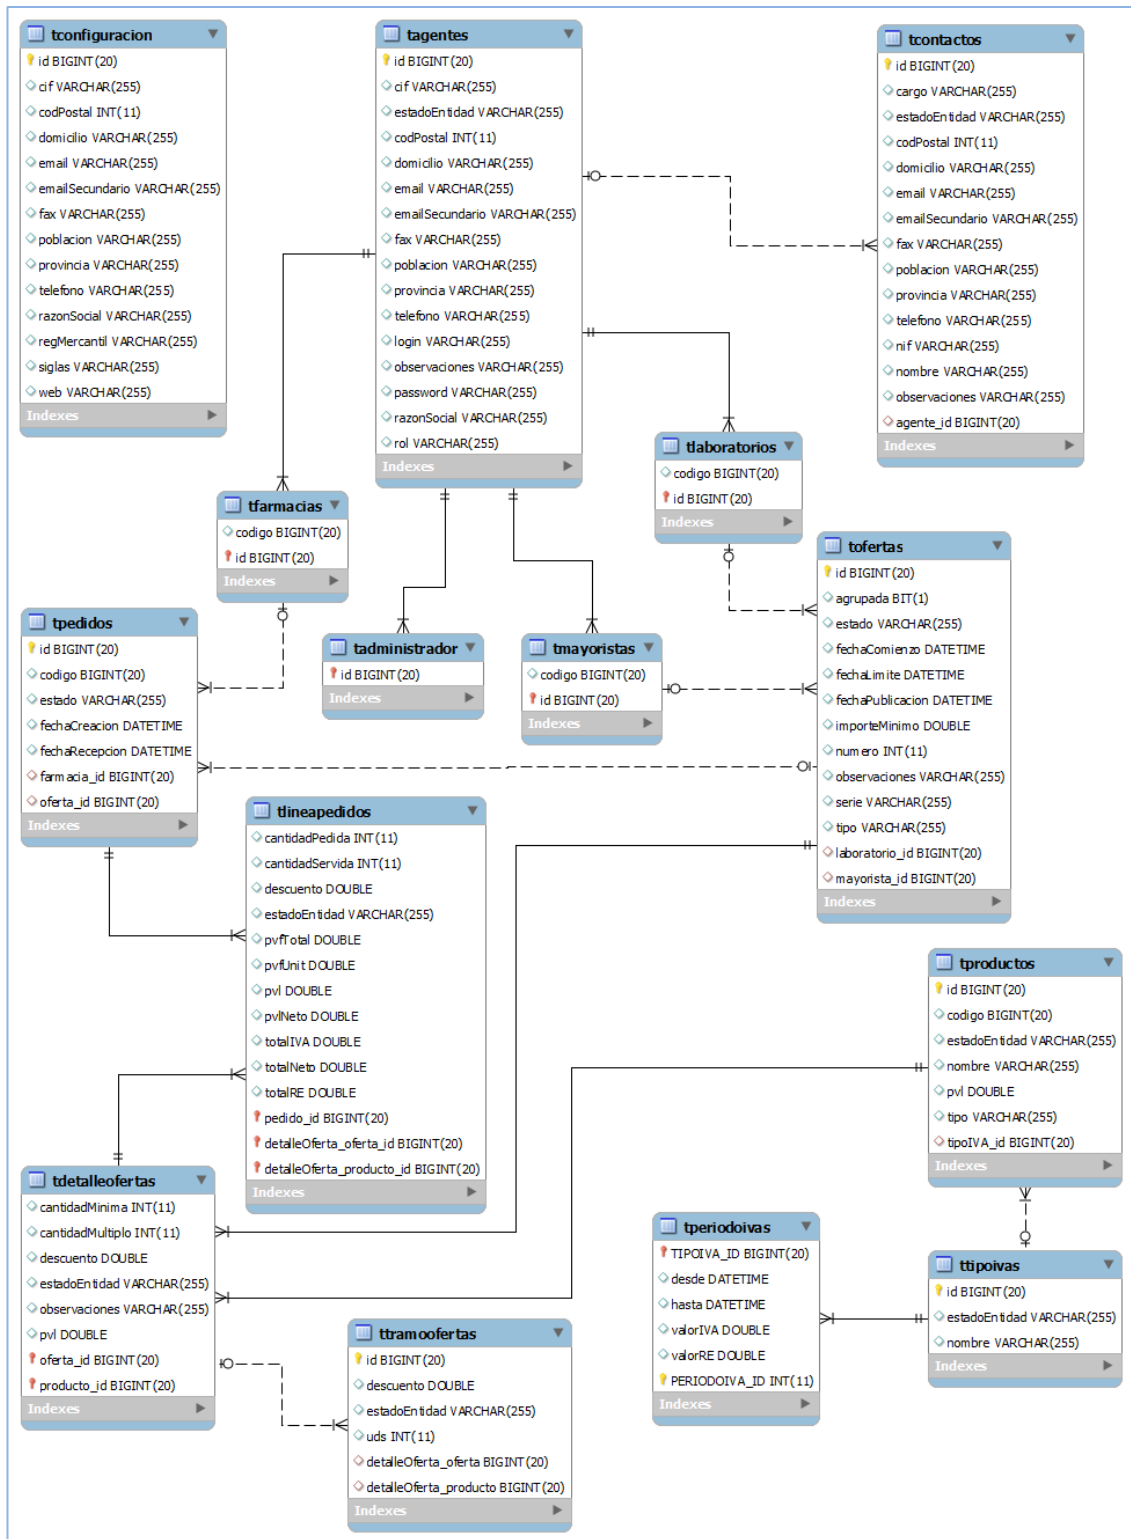 tconfiguracion
id BIGINT(20)
cif VARCHAR(255)
codPostal INT(11)
domicilio VARCHAR(255)
email VARCHAR(255)
emailSecundario VARCHAR(255)
fax VARCHAR(255)
poblacion VARCHAR(255)
provincia VARCHAR(255)
telefono VARCHAR(255)
razonSocial VARCHAR(255)
regMercantil VARCHAR(255)
siglas VARCHAR(255)
web VARCHAR(255)
Indexes
tagentes
id BIGINT(20)
cif VARCHAR(255)
estadoEntidad VARCHAR(255)
codPostal INT(11)
domicilio VARCHAR(255)
email VARCHAR(255)
emailSecundario VARCHAR(255)
fax VARCHAR(255)
poblacion VARCHAR(255)
provincia VARCHAR(255)
telefono VARCHAR(255)
login VARCHAR(255)
observaciones VARCHAR(255)
password VARCHAR(255)
razonSocial VARCHAR(255)
rol VARCHAR(255)
Indexes
tcontactos
id BIGINT(20)
cargo VARCHAR(255)
estadoEntidad VARCHAR(255)
codPostal INT(11)
domicilio VARCHAR(255)
email VARCHAR(255)
emailSecundario VARCHAR(255)
fax VARCHAR(255)
poblacion VARCHAR(255)
provincia VARCHAR(255)
telefono VARCHAR(255)
nif VARCHAR(255)
nombre VARCHAR(255)
observaciones VARCHAR(255)
agente_id BIGINT(20)
Indexes
tlaboratorios
codigo BIGINT(20)
id BIGINT(20)
Indexes
tfarmacias
codigo BIGINT(20)
id BIGINT(20)
Indexes
tofertas
id BIGINT(20)
agrupada BIT(1)
estado VARCHAR(255)
fechaComienzo DATETIME
fechaLimite DATETIME
fechaPublicacion DATETIME
importeMinimo DOUBLE
numero INT(11)
observaciones VARCHAR(255)
serie VARCHAR(255)
tipo VARCHAR(255)
laboratorio_id BIGINT(20)
mayorista_id BIGINT(20)
Indexes
tpedidos
id BIGINT(20)
codigo BIGINT(20)
estado VARCHAR(255)
fechaCreacion DATETIME
fechaRecepcion DATETIME
farmacia_id BIGINT(20)
oferta_id BIGINT(20)
Indexes
tadministrador
id BIGINT(20)
Indexes
tmayoristas
codigo BIGINT(20)
id BIGINT(20)
Indexes
tlineapedidos
cantidadPedida INT(11)
cantidadServida INT(11)
descuento DOUBLE
estadoEntidad VARCHAR(255)
pvfTotal DOUBLE
pvfUnit DOUBLE
pvl DOUBLE
pvlNeto DOUBLE
totalIVA DOUBLE
totalNeto DOUBLE
totalRE DOUBLE
pedido_id BIGINT(20)
detalleOferta_oferta_id BIGINT(20)
detalleOferta_producto_id BIGINT(20)
Indexes
tproductos
id BIGINT(20)
codigo BIGINT(20)
estadoEntidad VARCHAR(255)
nombre VARCHAR(255)
pvl DOUBLE
tipo VARCHAR(255)
tipoIVA_id BIGINT(20)
Indexes
tdetalleofertas
cantidadMinima INT(11)
cantidadMultiplo INT(11)
descuento DOUBLE
estadoEntidad VARCHAR(255)
observaciones VARCHAR(255)
pvl DOUBLE
oferta_id BIGINT(20)
producto_id BIGINT(20)
Indexes
tperiodoivas
TIPOIVA_ID BIGINT(20)
desde DATETIME
hasta DATETIME
valorIVA DOUBLE
valorRE DOUBLE
PERIODOIVA_ID INT(11)
Indexes
ttipoivas
id BIGINT(20)
estadoEntidad VARCHAR(255)
nombre VARCHAR(255)
Indexes
ttramoofertas
id BIGINT(20)
descuento DOUBLE
estadoEntidad VARCHAR(255)
uds INT(11)
detalleOferta_oferta BIGINT(20)
detalleOferta_producto BIGINT(20)
Indexes